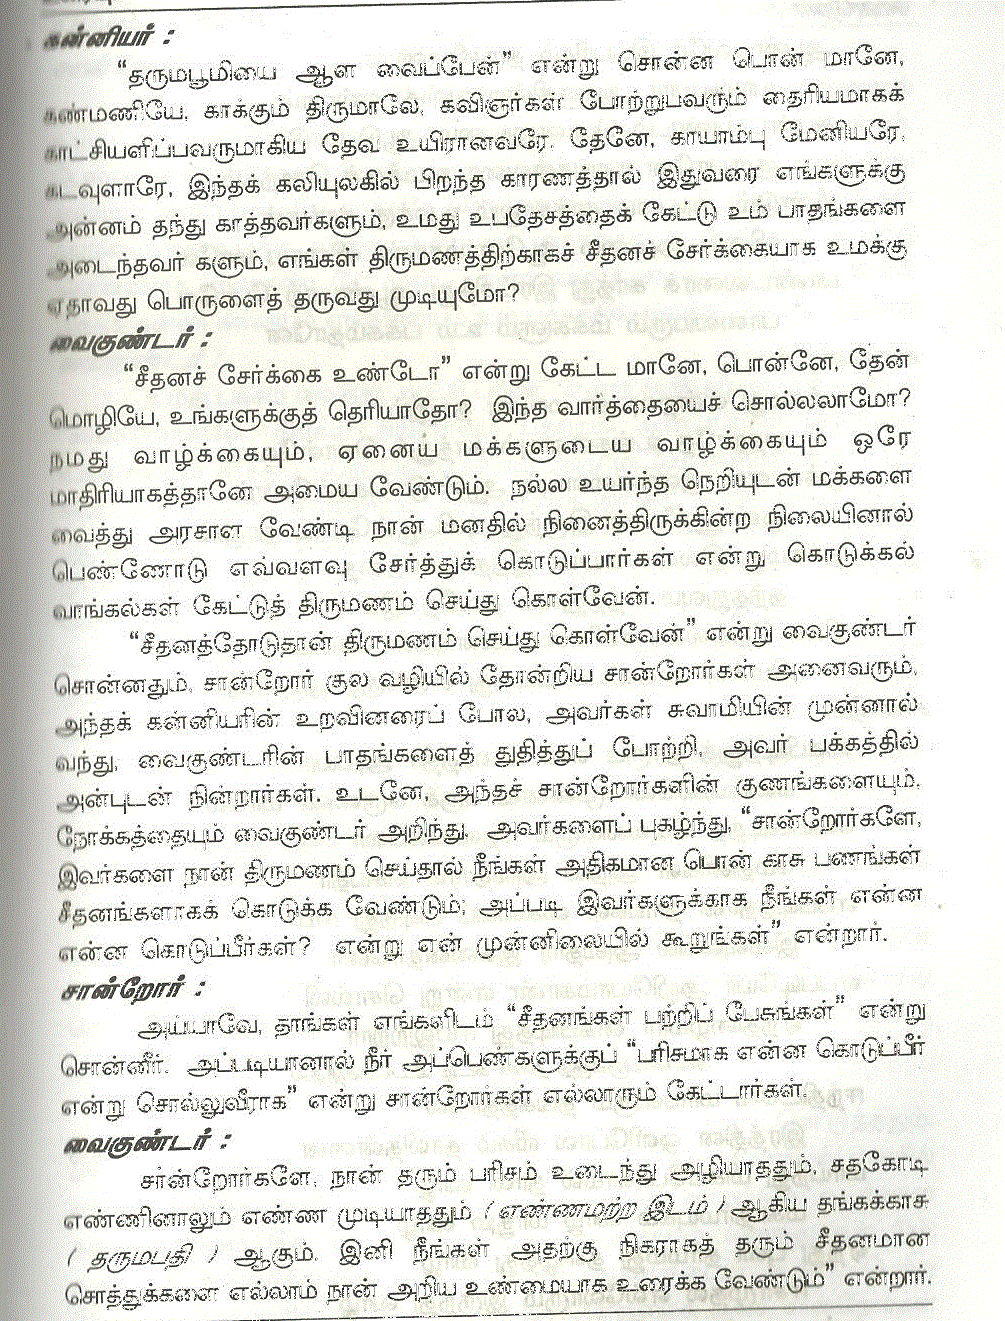 கன்னியர் :
“தருமபூமியை ஆள வைப்பேன்” என்று சொன்ன பொன் மானே,
கண்மணியே, காக்கும் திருமாலே, கவிஞர்கள் போற்றுபவரும் தைரியமாகக்
காட்சியளிப்பவருமாகிய தேவ உயிரானவரே. தேனே, காயாம்பு மேனியரே,
கடவுளாரே, இந்தக் கலியுலகில் பிறந்த காரணத்தால் இதுவரை எங்களுக்கு
அன்னம் தந்து காத்தவர்களும், உமது உபதேசத்தைக் கேட்டு உம் பாதங்களை
அடைந்தவர் களும், எங்கள் திருமணத்திற்காகச் சீதனச் சேர்க்கையாக உமக்கு
ஏதாவது பொருளைத் தருவது முடியுமோ?
வைகுண்டர் :
“சீதனச் சேர்க்கை உண்டோ” என்று கேட்ட மானே, பொன்னே, தேன்
மொழியே, உங்களுக்குத் தெரியாதோ? இந்த வார்த்தையைச் சொல்லலாமோ?
நமது வாழ்க்கையும், ஏனைய மக்களுடைய வாழ்க்கையும் ஒரே
மாதிரியாகத்தானே அமைய வேண்டும். நல்ல உயர்ந்த நெறியுடன் மக்களை
வைத்து அரசாள வேண்டி நான் மனதில் நினைத்திருக்கின்ற நிலையினால்
பெண்ணோடு எவ்வளவு சேர்த்துக் கொடுப்பார்கள் என்று கொடுக்கல்
வாங்கல்கள் கேட்டுத் திருமணம் செய்து கொள்வேன்.
“சீதனத்தோடுதான் திருமணம் செய்து கொள்வேன்” என்று வைகுண்டர்
சொன்னதும், சான்றோர் குல வழியில் தோன்றிய சான்றோர்கள் அனைவரும்,
அந்தக் கன்னியரின் உறவினரைப் போல, அவர்கள் சுவாமியின் முன்னால்
வந்து, வைகுண்டரின் பாதங்களைத் துதித்துப் போற்றி, அவர் பக்கத்தில்
அன்புடன் நின்றார்கள். உடனே, அந்தச் சான்றோர்களின் குணங்களையும்,
நோக்கத்தையும் வைகுண்டர் அறிந்து, அவர்களைப் புகழ்ந்து, “சான்றோர்களே,
இவர்களை நான் திருமணம் செய்தால் நீங்கள் அதிகமான பொன் காசு பணங்கள்
சீதனங்களாகக் கொடுக்க வேண்டும்; அப்படி இவர்களுக்காக நீங்கள் என்ன
என்ன கொடுப்பீர்கள்? என்று என் முன்னிலையில் கூறுங்கள்” என்றார்.
சான்றோர் :
அய்யாவே, தாங்கள் எங்களிடம் “சீதனங்கள் பற்றிப் பேசுங்கள்” என்று
சொன்னீர். அப்படியானால் நீர் அப்பெண்களுக்குப் “பரிசமாக என்ன கொடுப்பீர்
என்று சொல்லுவீராக” என்று சான்றோர்கள் எல்லாரும் கேட்டார்கள்.
வைகுண்டர் :
சான்றோர்களே, நான் தரும் பரிசம் உடைந்து அழியாததும், சதகோடி
எண்ணினாலும் எண்ண முடியாததும் (எண்ணமற்ற இடம்) ஆகிய தங்கக்காசு
( தருமபதி ) ஆகும். இனி நீங்கள் அதற்கு நிகராகத் தரும் சீதனமான
சொத்துக்களை எல்லாம் நான் அறிய உண்மையாக உரைக்க வேண்டும்” என்றார்.